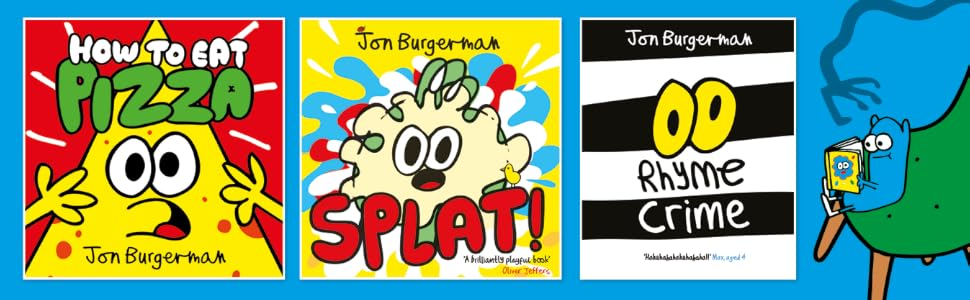 HOW TO EAT
PIZZA
Jon Burgerman
Jon Burgerman
SPLAT!
'A brilliantly playful book'
Oliver Jeffers
Jon Burgerman
Rhyme
Crime
'Hahahahahahahahaha!!' Max, aged 4